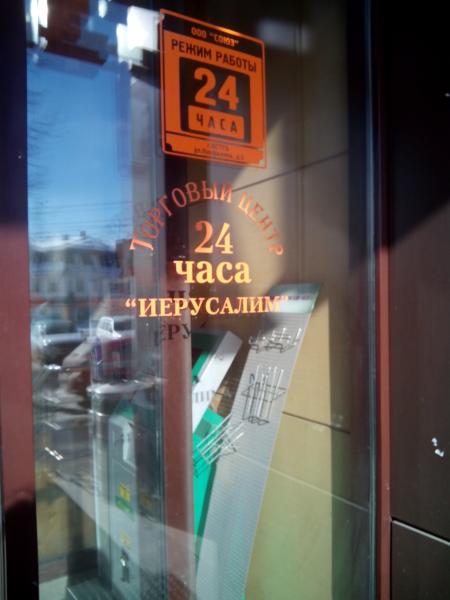 ООО "СОЮЗ"
РЕЖИМ РАБОТЫ
24
ЧАСА
ТОРГОВЫЙ ЦЕНТР
24
часа
"ИЕРУСАЛИМ"